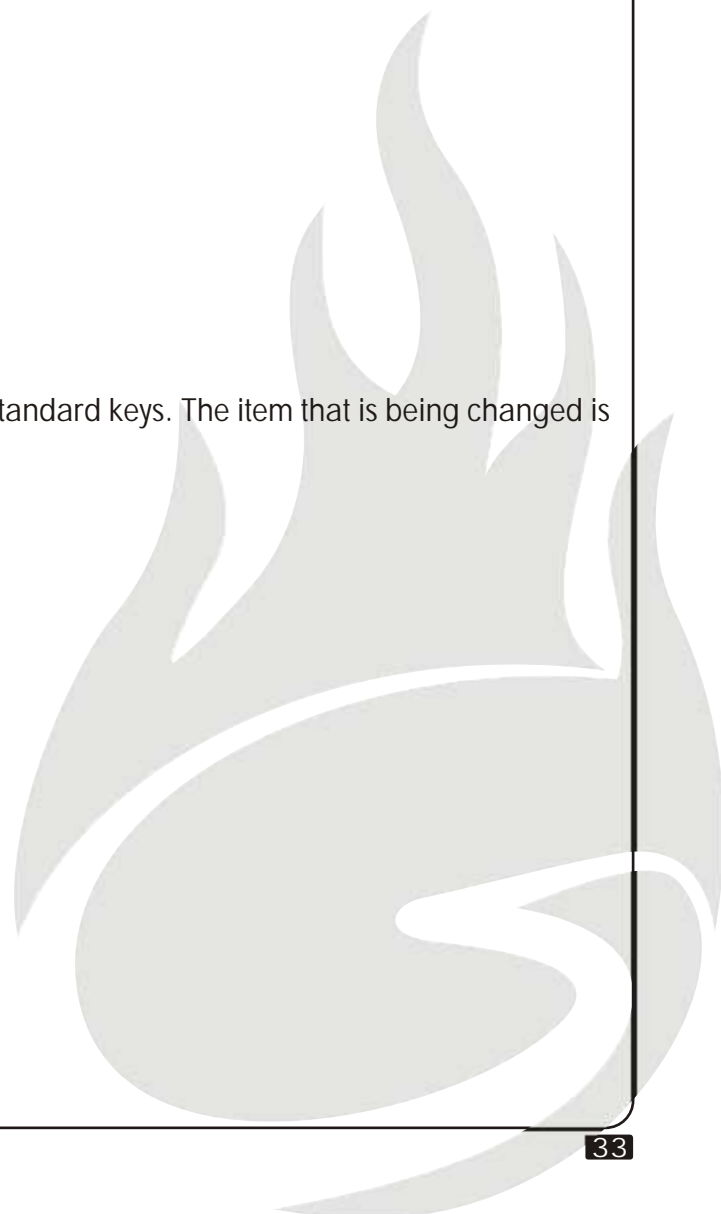 tandard keys. The item that is being changed is
33